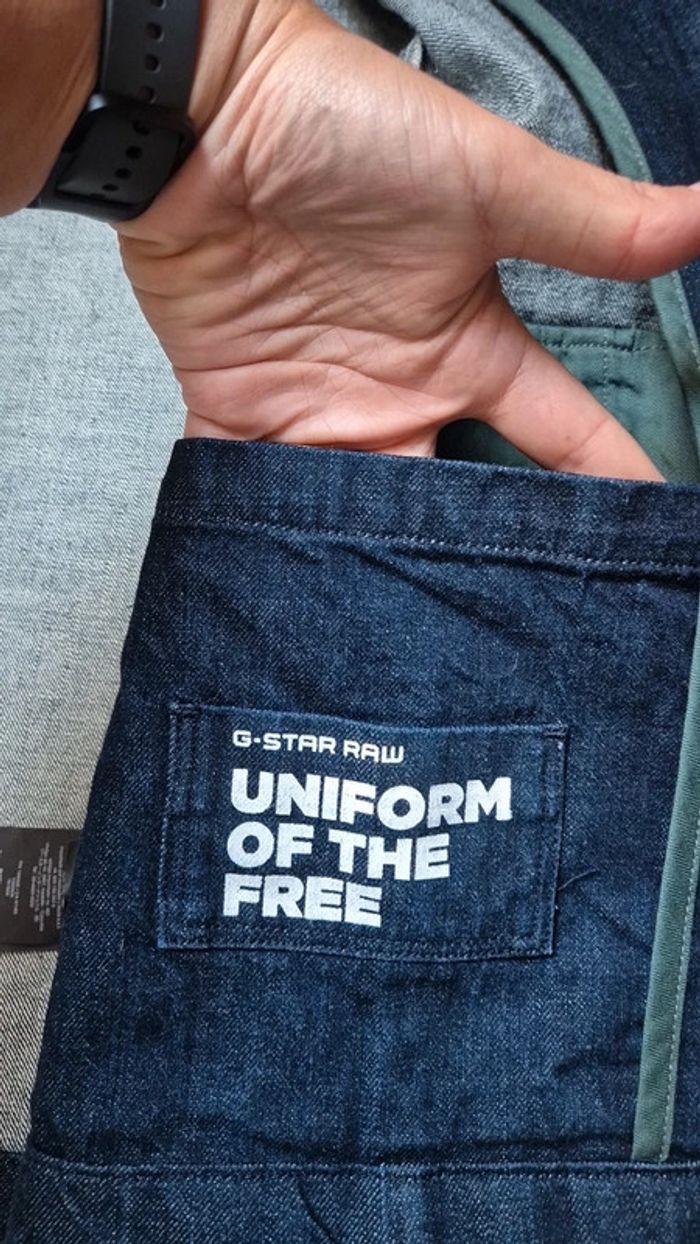 G-STAR RAW
UNIFORM
OF THE
FREE